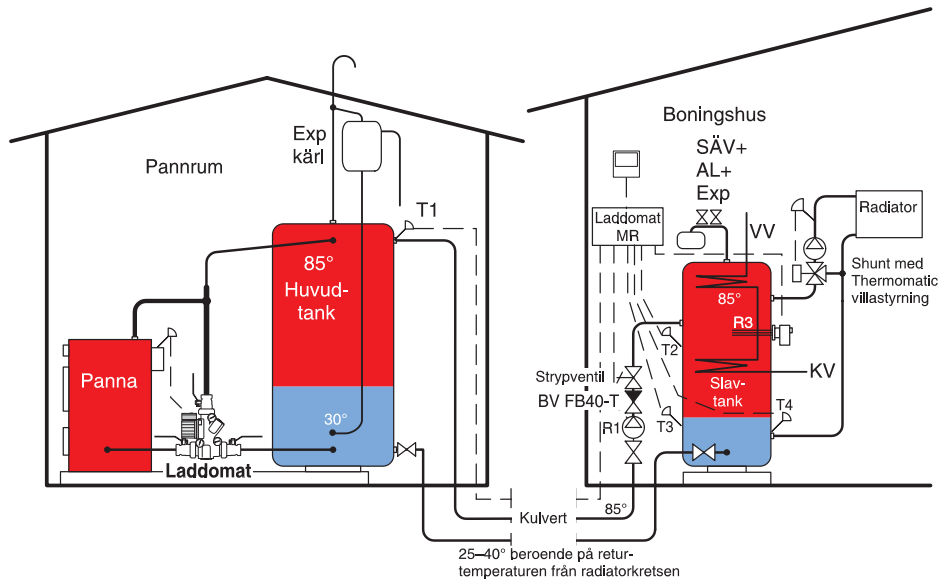 Pannrum
Exp
kärl
T1
85°
Huvud-
tank
30°
Panna
Laddomat
Boningshus
SÄV+
AL+
Exp
Laddomat
MR
VV
Radiator
Shunt med
Thermomatic
villastyrning
85°
R3
T2
KV
Strypventil
Slav-
tank
BV FB40-T
T3
T4
R1
Kulvert
85°
25–40° beroende på retur-
temperaturen från radiatorkretsen